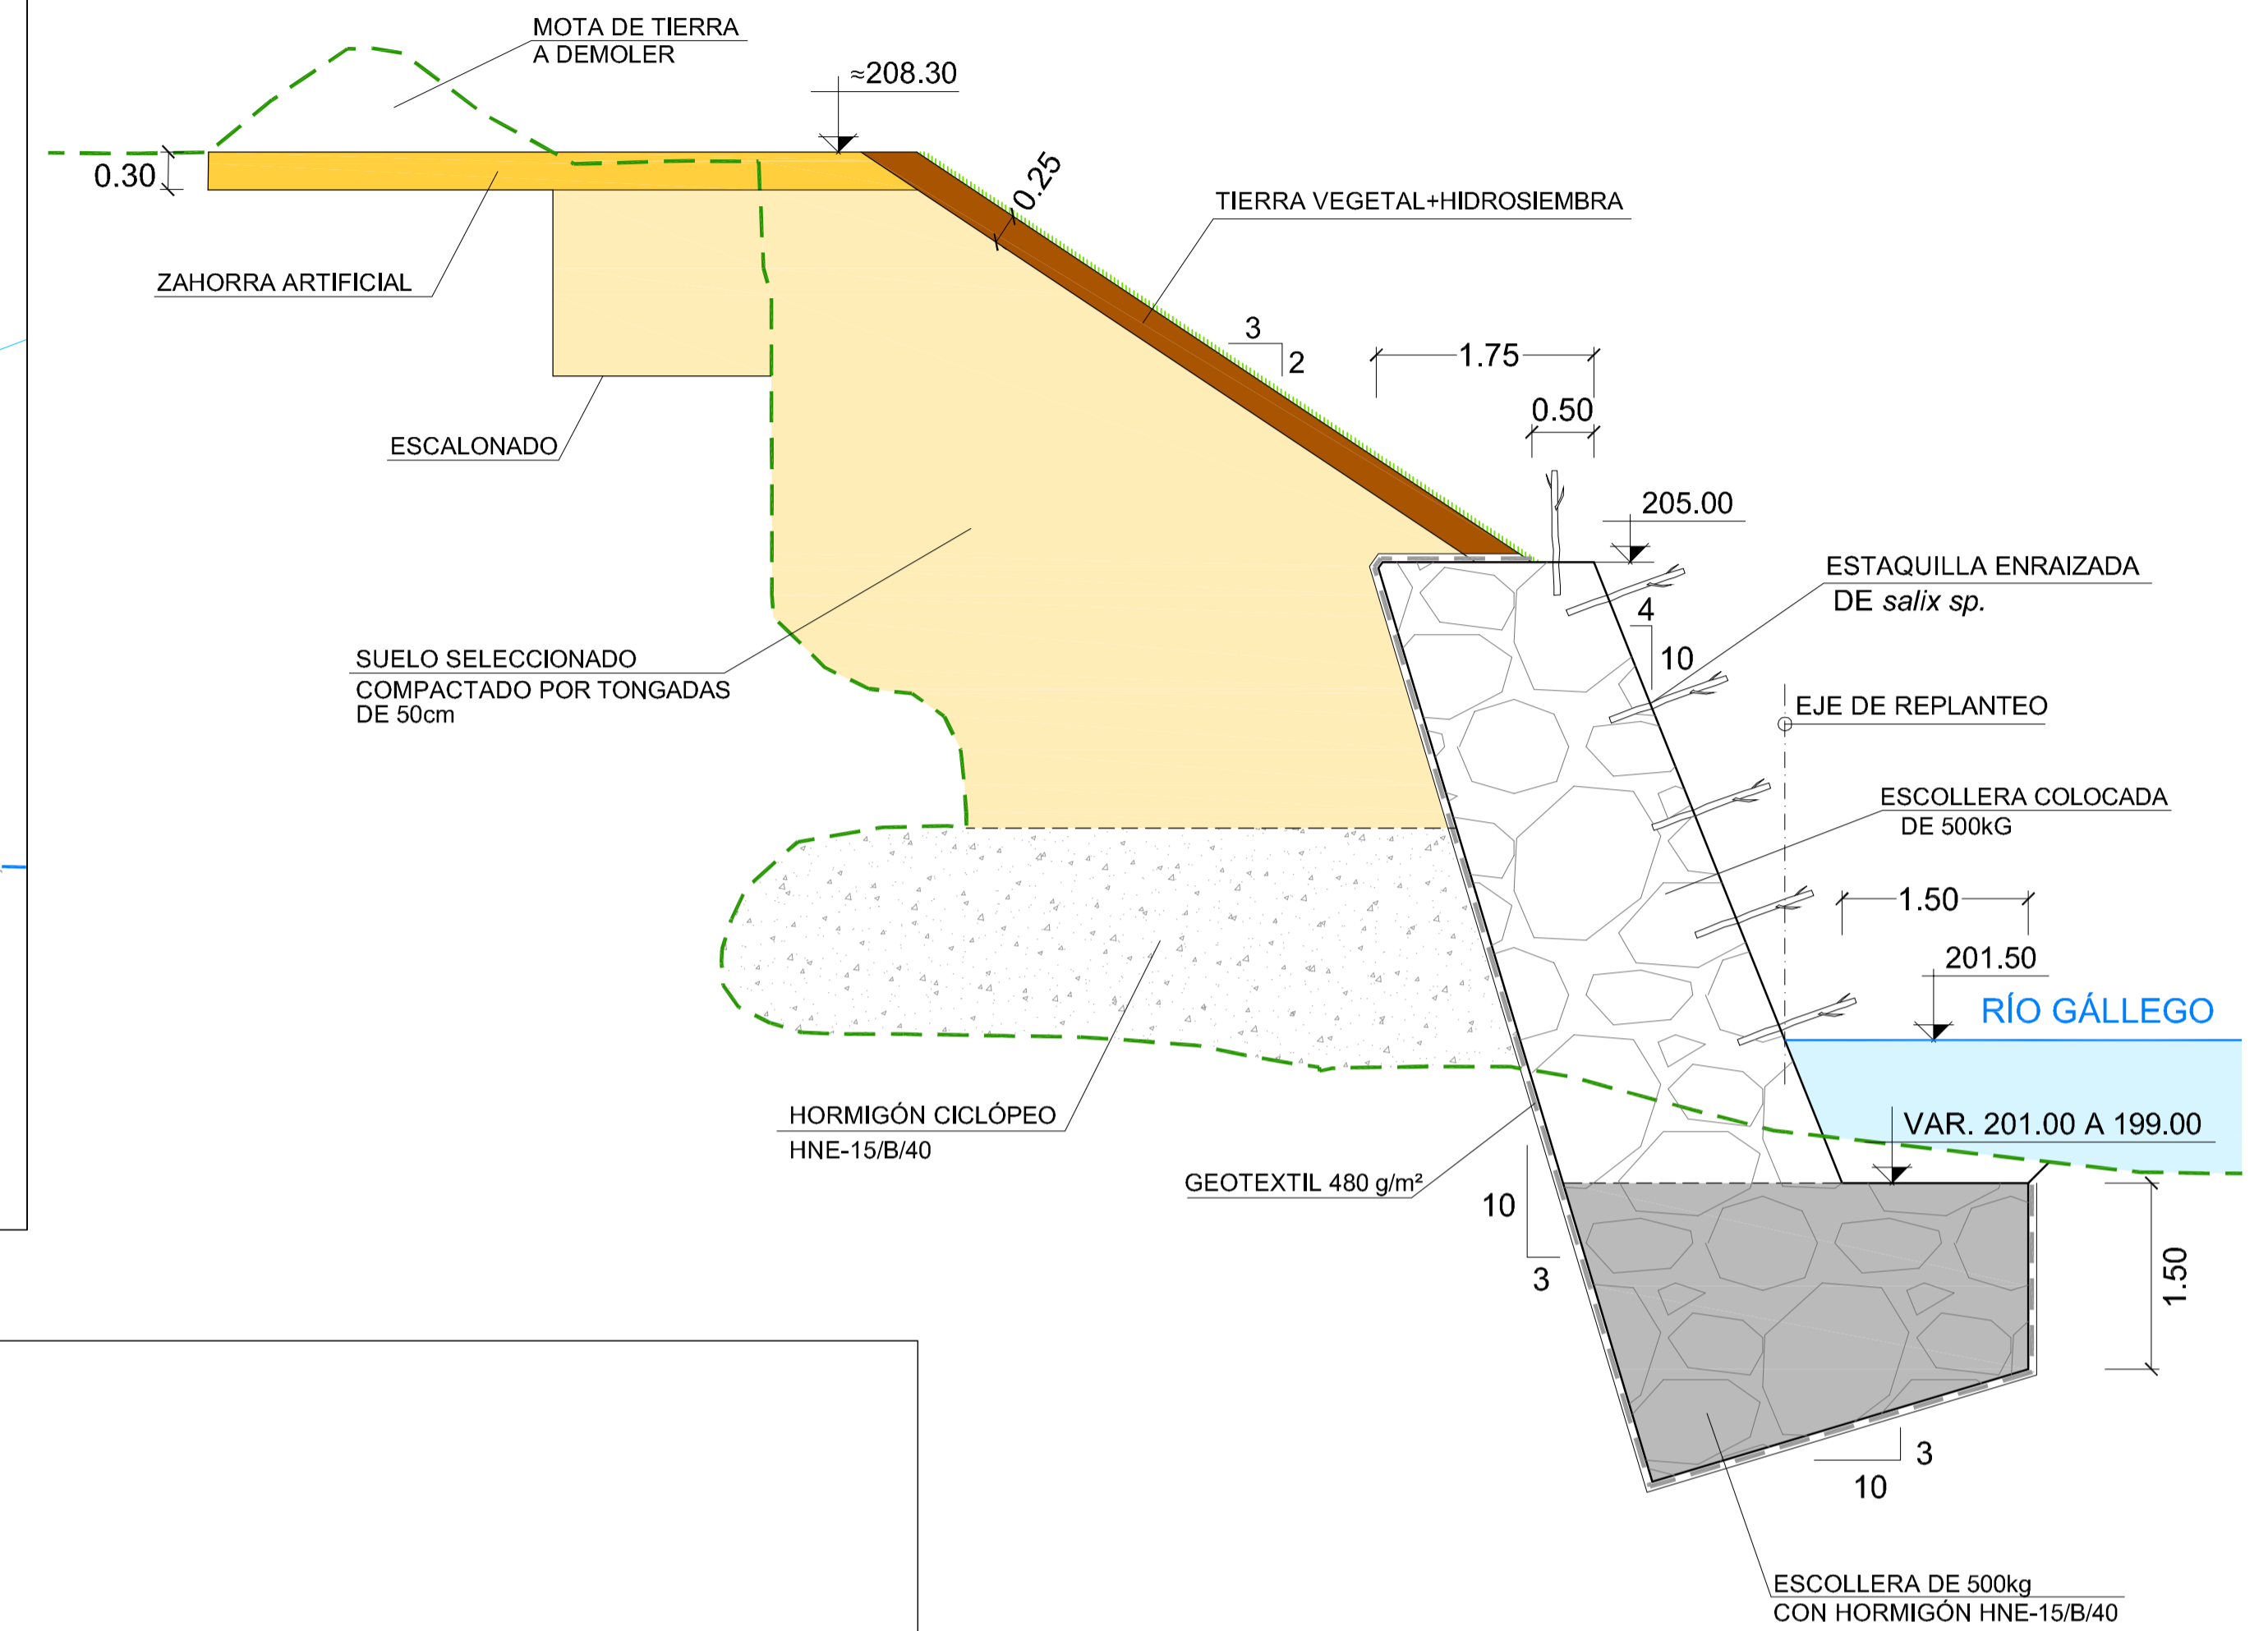 MOTA DE TIERRA
A DEMOLER
≈208.30
0.30
0.25
TIERRA VEGETAL+HIDROSIEMBRA
ZAHORRA ARTIFICIAL
3
2
1.75
0.50
ESCALONADO
205.00
ESTAQUILLA ENRAIZADA
DE salix sp.
4
10
SUELO SELECCIONADO
COMPACTADO POR TONGADAS
DE 50cm
EJE DE REPLANTEO
ESCOLLERA COLOCADA
DE 500kG
1.50
201.50
RÍO GÁLLEGO
HORMIGÓN CICLÓPEO
HNE-15/B/40
VAR. 201.00 A 199.00
GEOTEXTIL 480 g/m²
10
3
1.50
3
10
ESCOLLERA DE 500kg
CON HORMIGÓN HNE-15/B/40